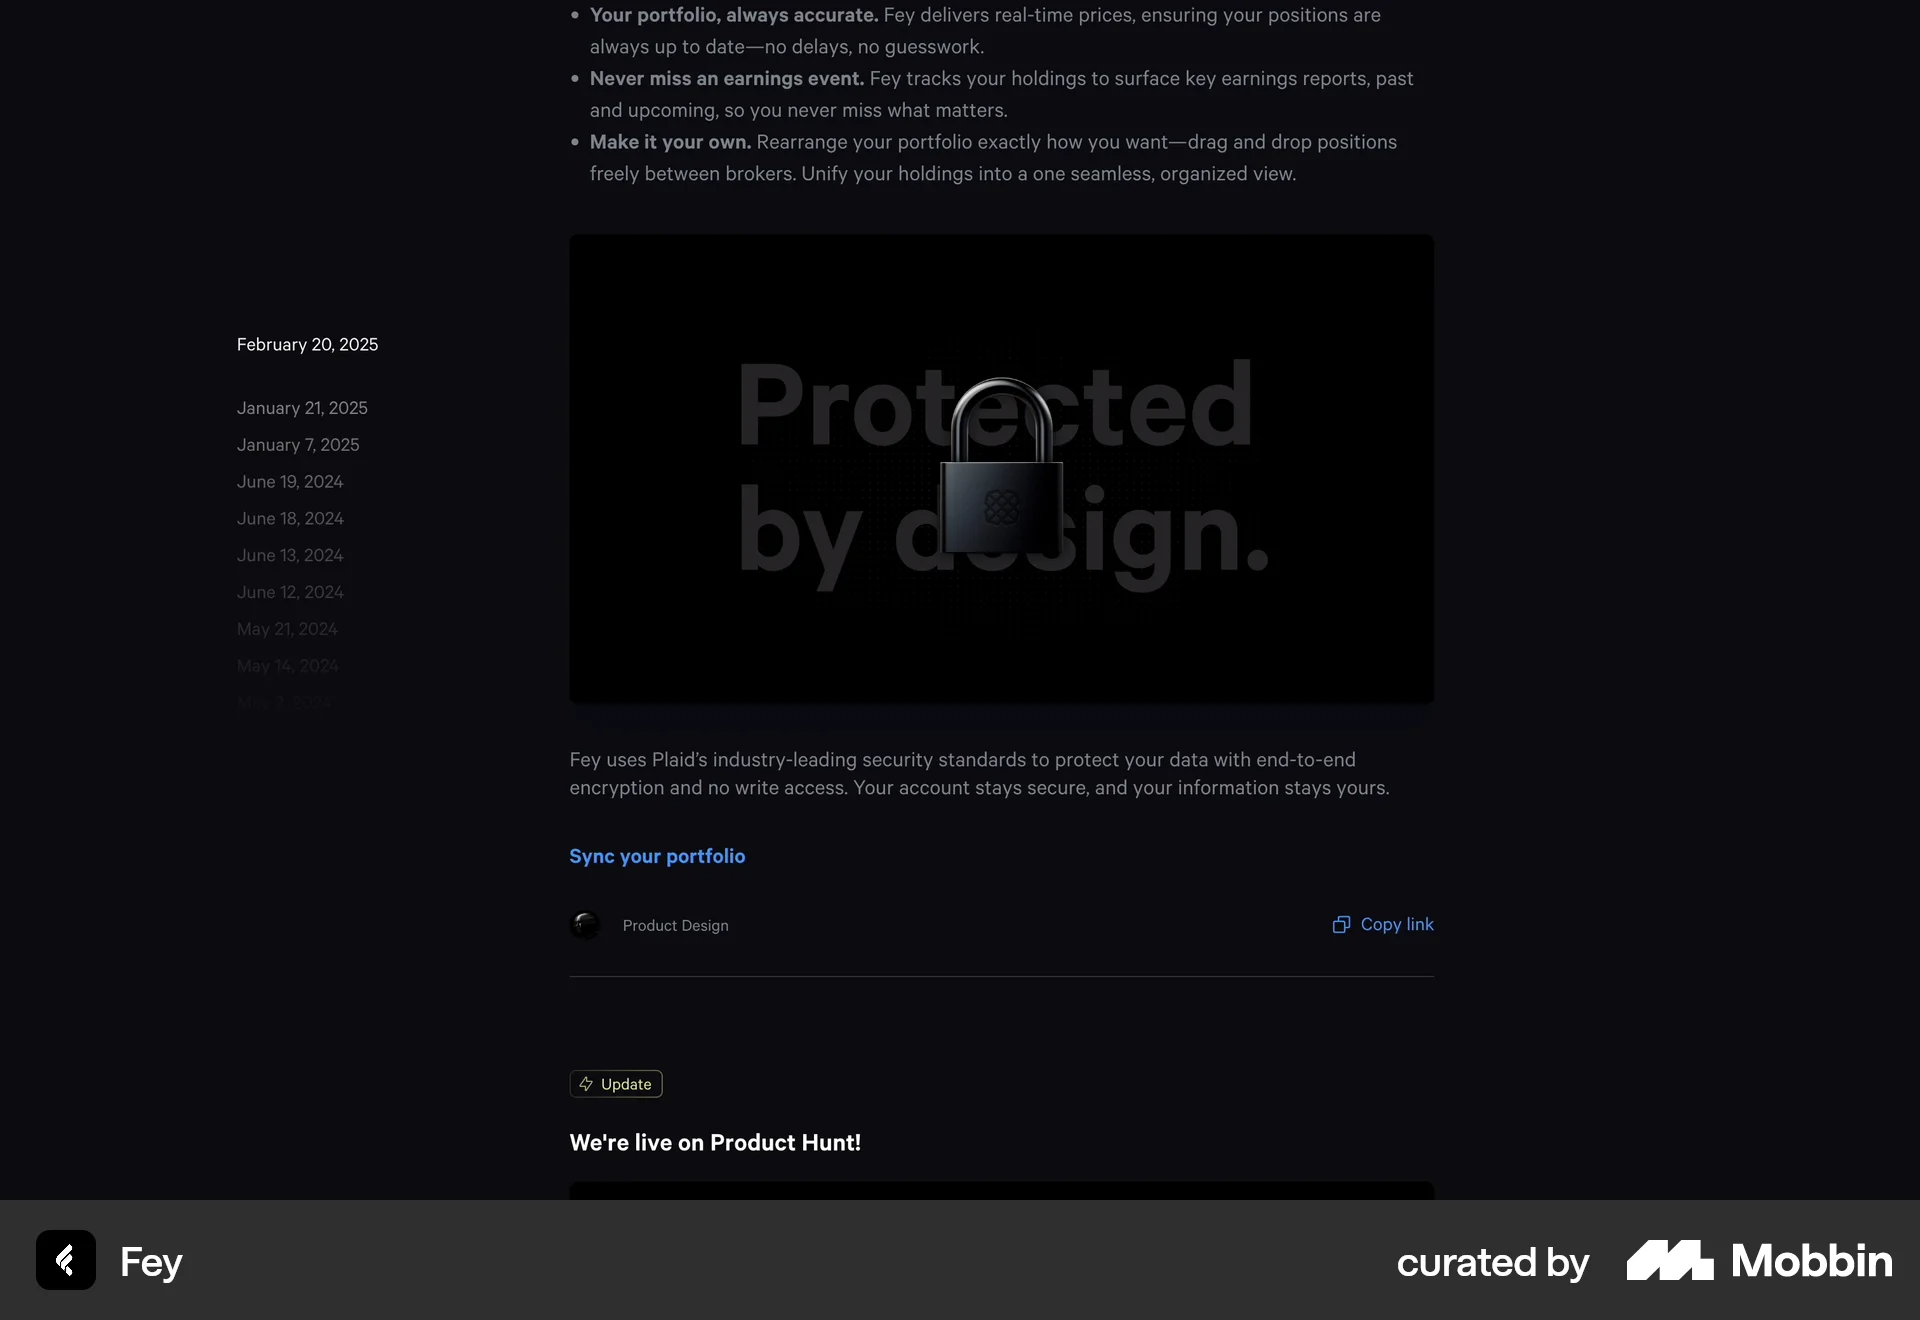 • Your portfolio, always accurate. Fey delivers real-time prices, ensuring your positions are
always up to date—no delays, no guesswork.
• Never miss an earnings event. Fey tracks your holdings to surface key earnings reports, past
and upcoming, so you never miss what matters.
• Make it your own. Rearrange your portfolio exactly how you want—drag and drop positions
freely between brokers. Unify your holdings into a one seamless, organized view.
February 20, 2025
January 21, 2025
January 7, 2025
June 19, 2024
June 18, 2024
June 13, 2024
June 12, 2024
May 21, 2024
May 14, 2024
Protected
by design.
Fey uses Plaid’s industry-leading security standards to protect your data with end-to-end
encryption and no write access. Your account stays secure, and your information stays yours.
Sync your portfolio
Product Design
Copy link
Update
We're live on Product Hunt!
Fey
curated by
Mobbin